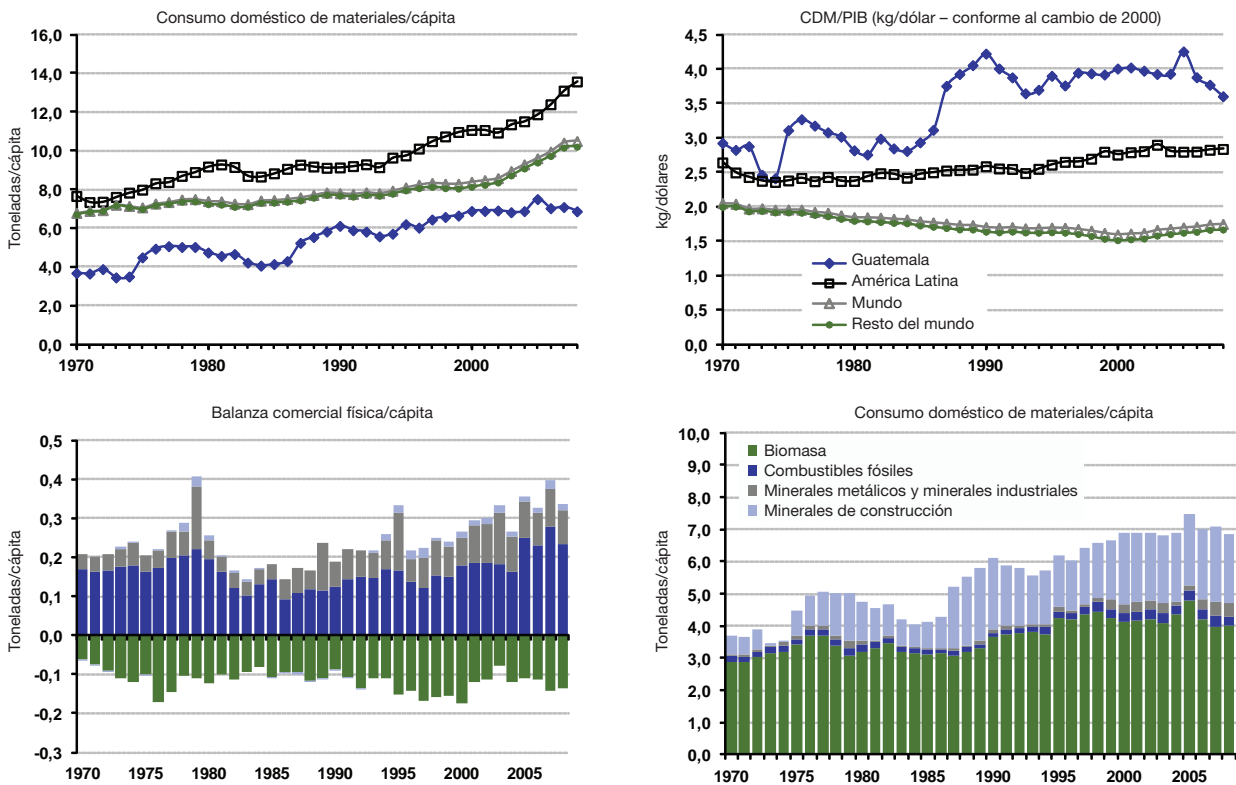 Consumo doméstico de materiales/cápita
Toneladas/cápita
16,0
14,0
12,0
10,0
8,0
6,0
4,0
2,0
0,0
1970 1980 1990 2000
CDM/PIB (kg/dólar – conforme al cambio de 2000)
kg/dólares
4,5
4,0
3,5
3,0
2,5
2,0
1,5
1,0
0,5
0,0
Guatemala
América Latina
Mundo
Resto del mundo
1970 1980 1990 2000
Balanza comercial física/cápita
Toneladas/cápita
0,5
0,4
0,3
0,2
0,1
0,0
-0,1
-0,2
-0,3
1970 1975 1980 1985 1990 1995 2000 2005
Consumo doméstico de materiales/cápita
Toneladas/cápita
10,0
9,0
8,0
7,0
6,0
5,0
4,0
3,0
2,0
1,0
0,0
Biomasa
Combustibles fósiles
Minerales metálicos y minerales industriales
Minerales de construcción
1970 1975 1980 1985 1990 1995 2000 2005